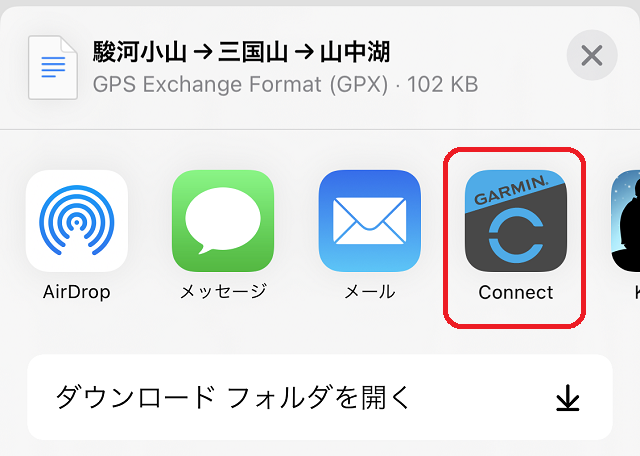 駿河小山→三国山→山中湖
GPS Exchange Format (GPX) · 102 KB
GARMIN.
AirDrop
メッセージ
メール
Connect
ダウンロード フォルダを開く